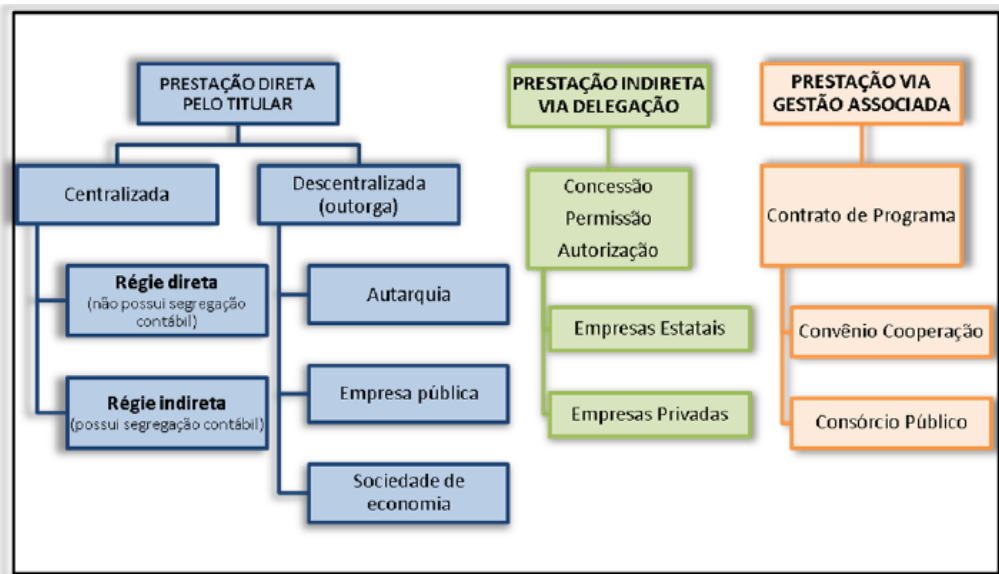 PRESTAÇÃO DIRETA
PELO TITULAR
Centralizada
Régie direta
(não possui segregação
contábil)
Régie indireta
(possui segregação contábil)
Descentralizada
(outorga)
Autarquia
Empresa pública
Sociedade de
economia
PRESTAÇÃO INDIRETA
VIA DELEGAÇÃO
Concessão
Permissão
Autorização
Empresas Estatais
Empresas Privadas
PRESTAÇÃO VIA
GESTÃO ASSOCIADA
Contrato de Programa
Convênio Cooperação
Consórcio Público